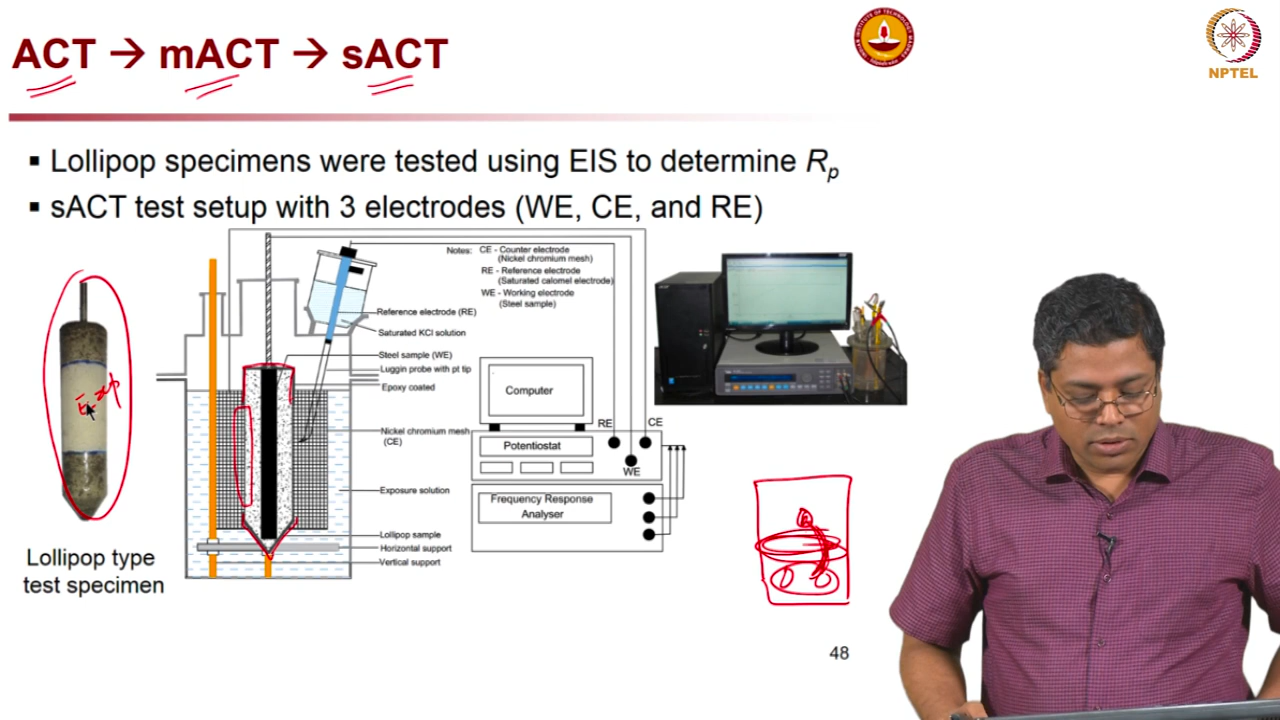 ACT → mACT → sACT
NPTEL
▪ Lollipop specimens were tested using EIS to determine Rp
▪ sACT test setup with 3 electrodes (WE, CE, and RE)
Notes: CE - Counter electrode
(Nickel chromium mesh)
RE - Reference electrode
(Saturated calomel electrode)
WE - Working electrode
(Steel sample)
Reference electrode (RE)
Saturated KCl solution
Steel sample (WE)
Luggin probe with pt tip
Epoxy coated
Nickel chromium mesh
(CE)
Exposure solution
Lollipop sample
Horizontal support
Vertical support
Computer
Potentiostat
RE
CE
WE
Frequency Response
Analyser
Lollipop type
test specimen
48